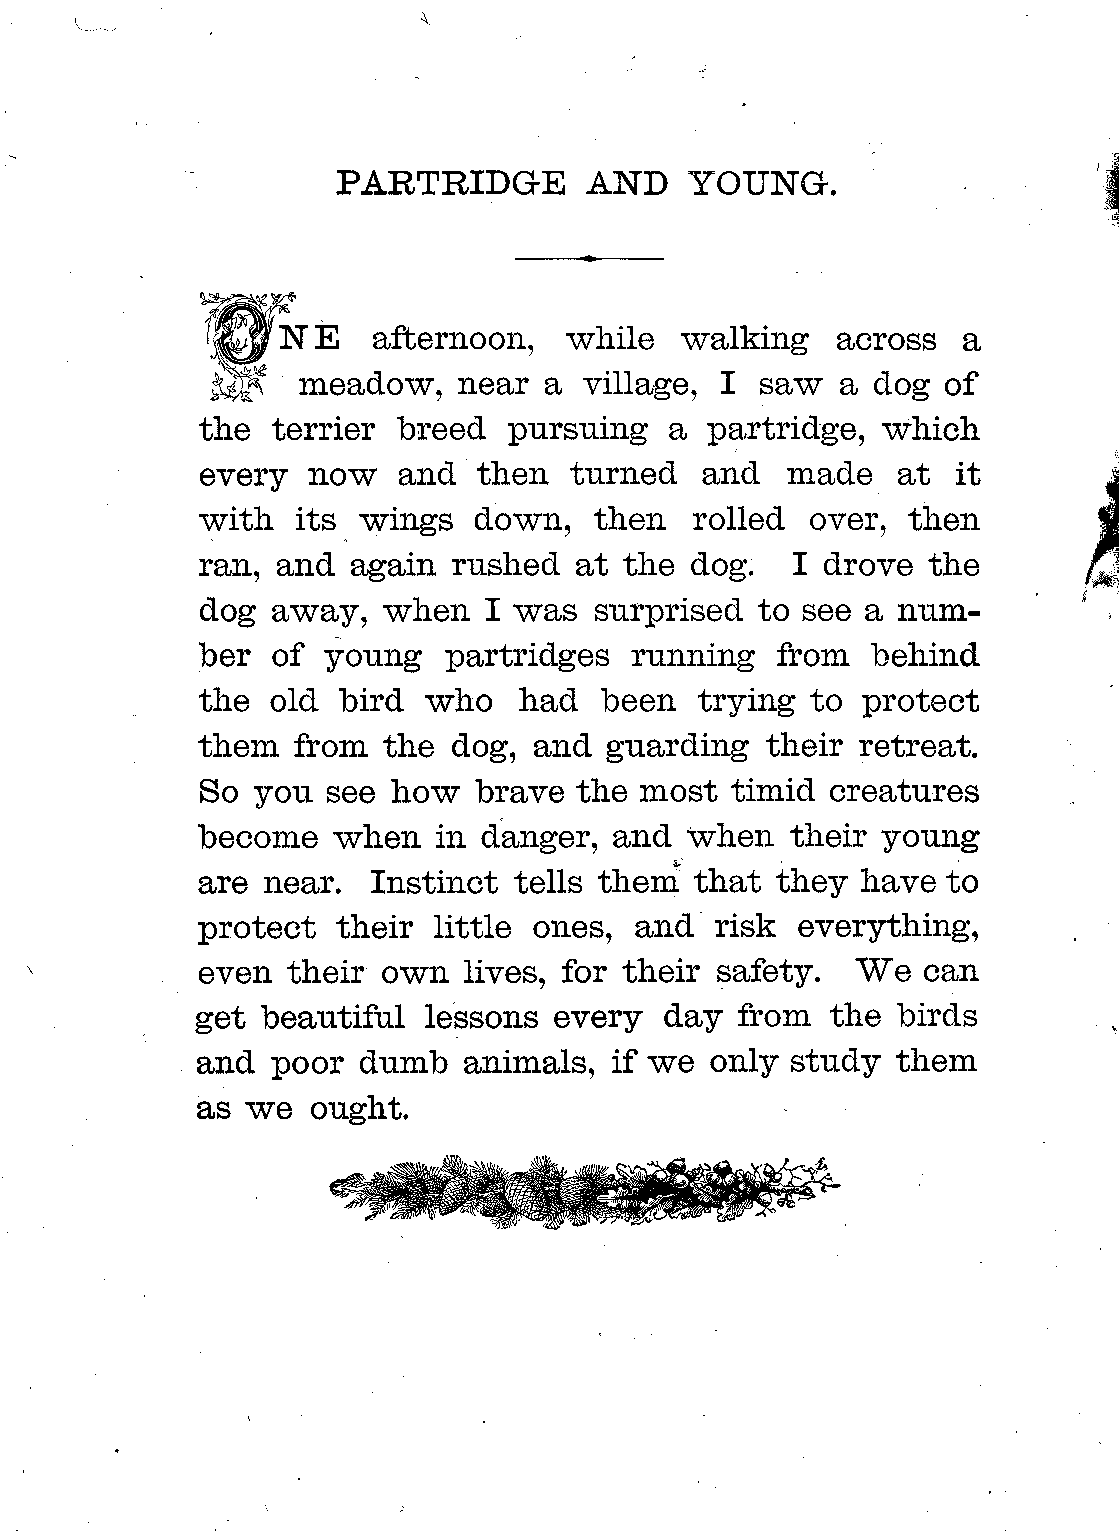 PARTRIDGE AND YOUNG.
ONE afternoon, while walking across a
meadow, near a village, I saw a dog of
the terrier breed pursuing a partridge, which
every now and then turned and made at it
with its wings down, then rolled over, then
ran, and again rushed at the dog. I drove the
dog away, when I was surprised to see a num-
ber of young partridges running from behind
the old bird who had been trying to protect
them from the dog, and guarding their retreat.
So you see how brave the most timid creatures
become when in danger, and when their young
are near. Instinct tells them that they have to
protect their little ones, and risk everything,
even their own lives, for their safety. We can
get beautiful lessons every day from the birds
and poor dumb animals, if we only study them
as we ought.